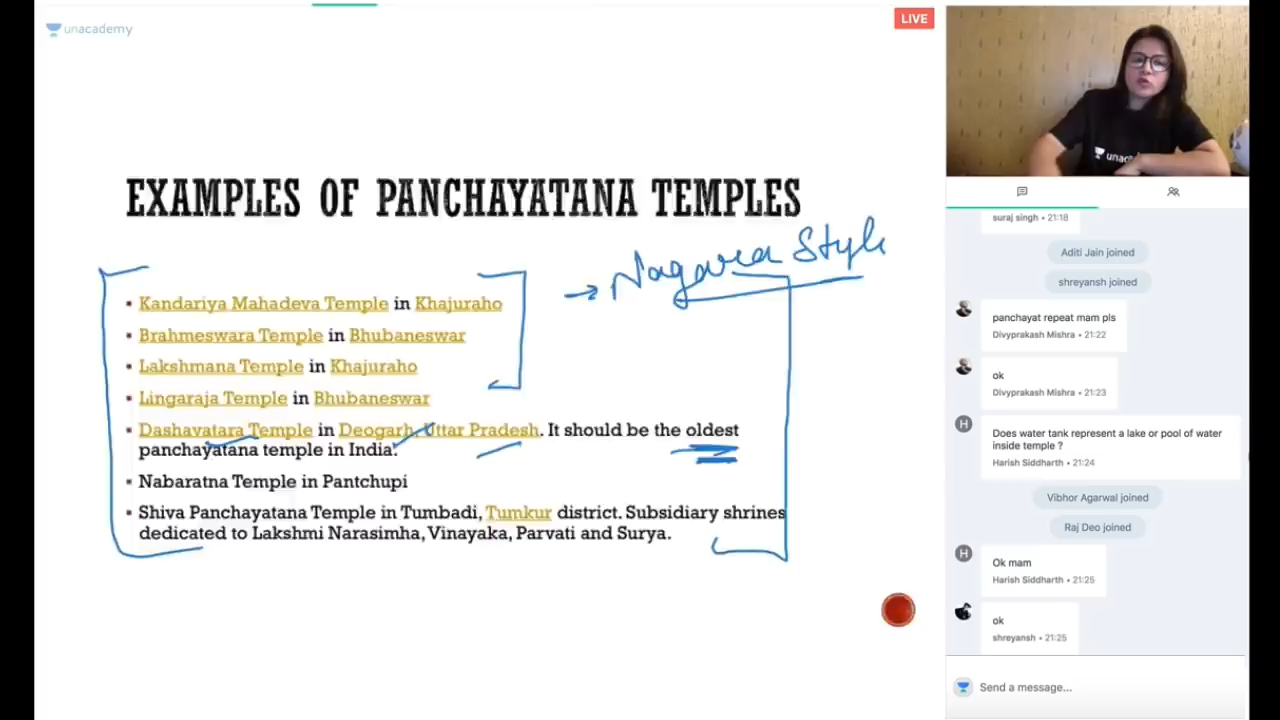 unacademy
LIVE
EXAMPLES OF PANCHAYATANA TEMPLES
→ Nagara Style
▪ Kandariya Mahadeva Temple in Khajuraho
▪ Brahmeswara Temple in Bhubaneswar
▪ Lakshmana Temple in Khajuraho
▪ Lingaraja Temple in Bhubaneswar
▪ Dashavatara Temple in Deogarh, Uttar Pradesh. It should be the oldest
panchayatana temple in India.
▪ Nabaratna Temple in Pantchupi
▪ Shiva Panchayatana Temple in Tumbadi, Tumkur district. Subsidiary shrines
dedicated to Lakshmi Narasimha, Vinayaka, Parvati and Surya.
suraj singh • 21:18
Aditi Jain joined
shreyansh joined
panchayat repeat mam pls
Divyprakash Mishra • 21:22
ok
Divyprakash Mishra • 21:23
H
Does water tank represent a lake or pool of water
inside temple ?
Harish Siddharth • 21:24
Vibhor Agarwal joined
Raj Deo joined
H
Ok mam
Harish Siddharth • 21:25
ok
shreyansh • 21:25
Send a message...